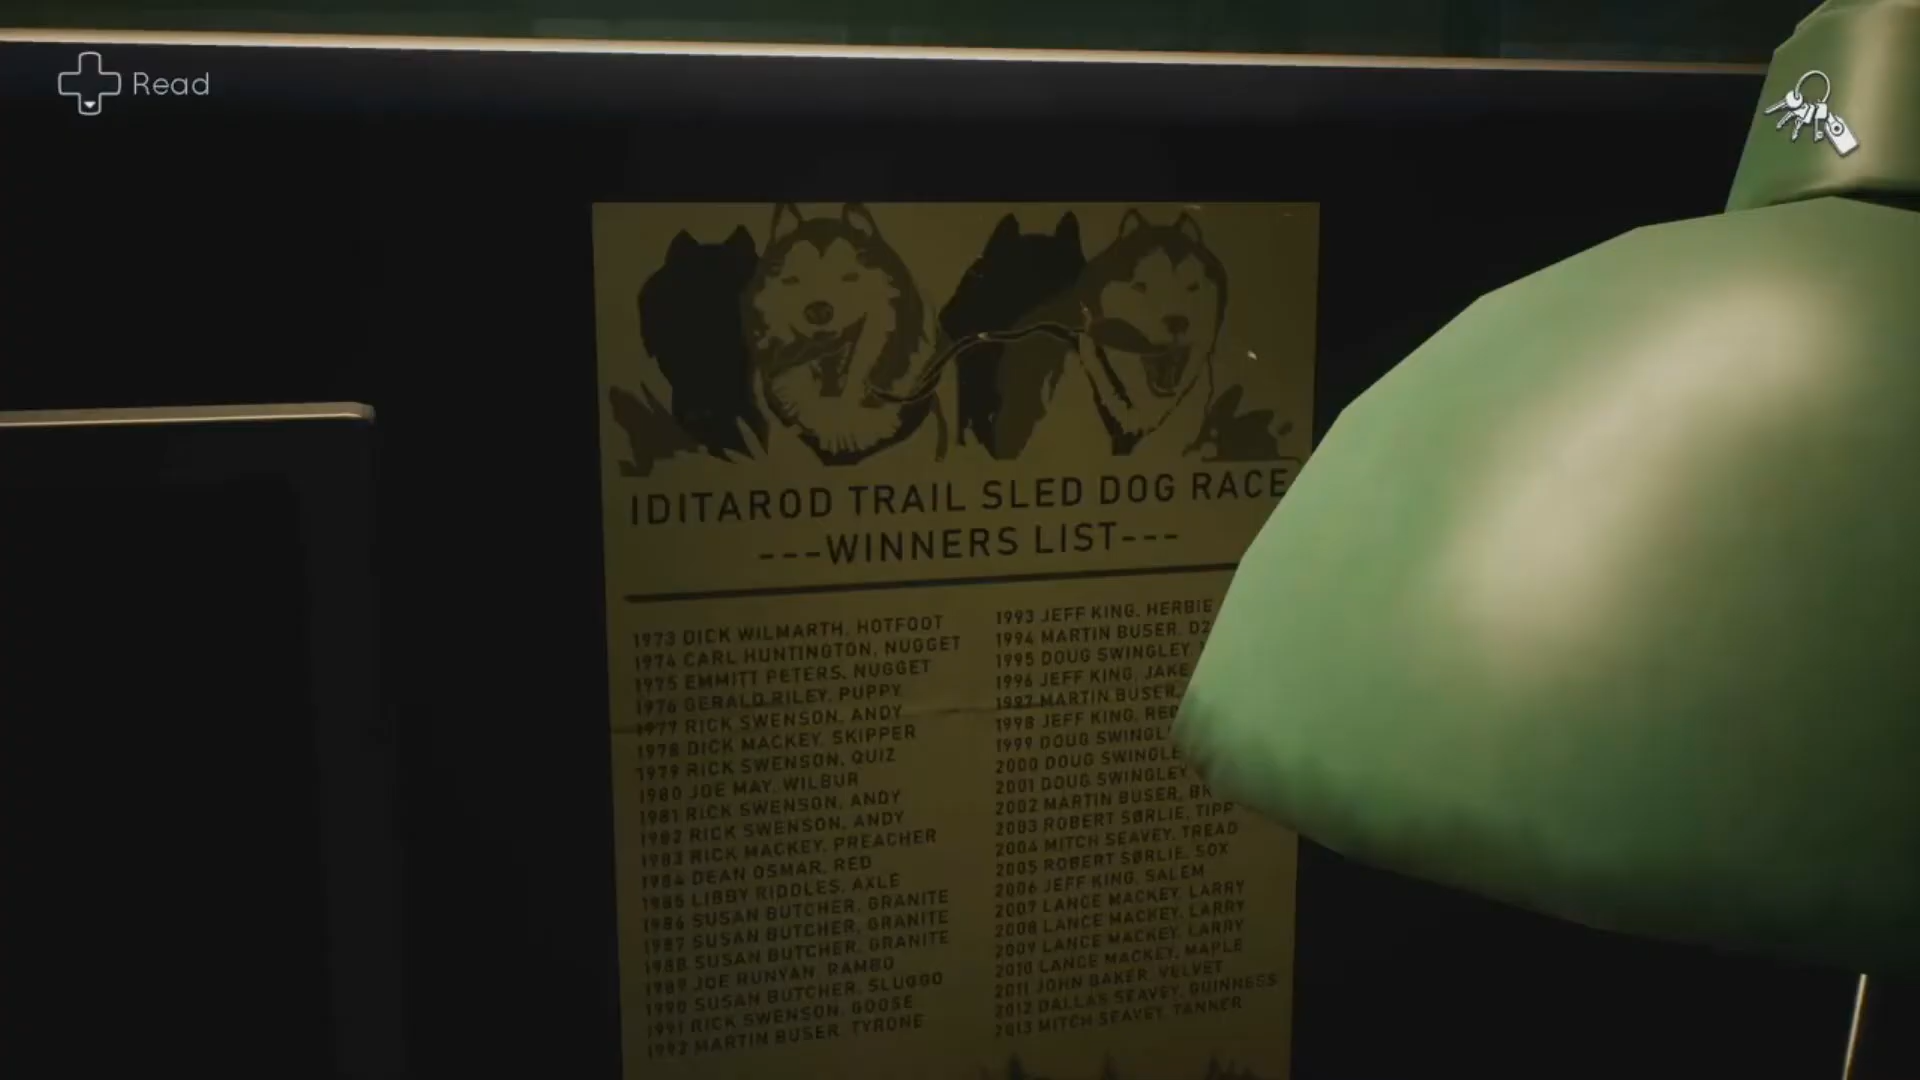 Read
IDITAROD TRAIL SLED DOG RACE
---WINNERS LIST---
1973 DICK WILMARTH, HOTFOOT
1974 CARL HUNTINGTON, NUGGET
1975 EMMITT PETERS, NUGGET
1976 GERALD RILEY, PUPPY
1977 RICK SWENSON, ANDY
1978 DICK MACKEY, SKIPPER
1979 RICK SWENSON, QUIZ
1980 JOE MAY, WILBUR
1981 RICK SWENSON, ANDY
1982 RICK SWENSON, ANDY
1983 RICK MACKEY, PREACHER
1984 DEAN OSMAR, RED
1985 LIBBY RIDDLES, AXLE
1986 SUSAN BUTCHER, GRANITE
1987 SUSAN BUTCHER, GRANITE
1988 SUSAN BUTCHER, GRANITE
1989 JOE RUNYAN, RAMBO
1990 SUSAN BUTCHER, SLUGGO
1991 RICK SWENSON, GOOSE
1992 MARTIN BUSER, TYRONE
1993 JEFF KING, HERBIE
1994 MARTIN BUSER, D2
1995 DOUG SWINGLEY,
1996 JEFF KING, JAKE
1997 MARTIN BUSER,
1998 JEFF KING, RED
1999 DOUG
2000 DOUG
2001 DOUG SWINGLEY
2002 MARTIN BUSER,
2003 ROBERT SØRLIE, TIPP
2004 MITCH SEAVEY, TREAD
2005 ROBERT SØRLIE, SOX
2006 JEFF KING, SALEM
2007 LANCE MACKEY, LARRY
2008 LANCE MACKEY, LARRY
2009 LANCE MACKEY, LARRY
2010 LANCE MACKEY, MAPLE
2011 JOHN BAKER, VELVET
2012 DALLAS SEAVEY, GUINNESS
2013 MITCH SEAVEY, TANNER